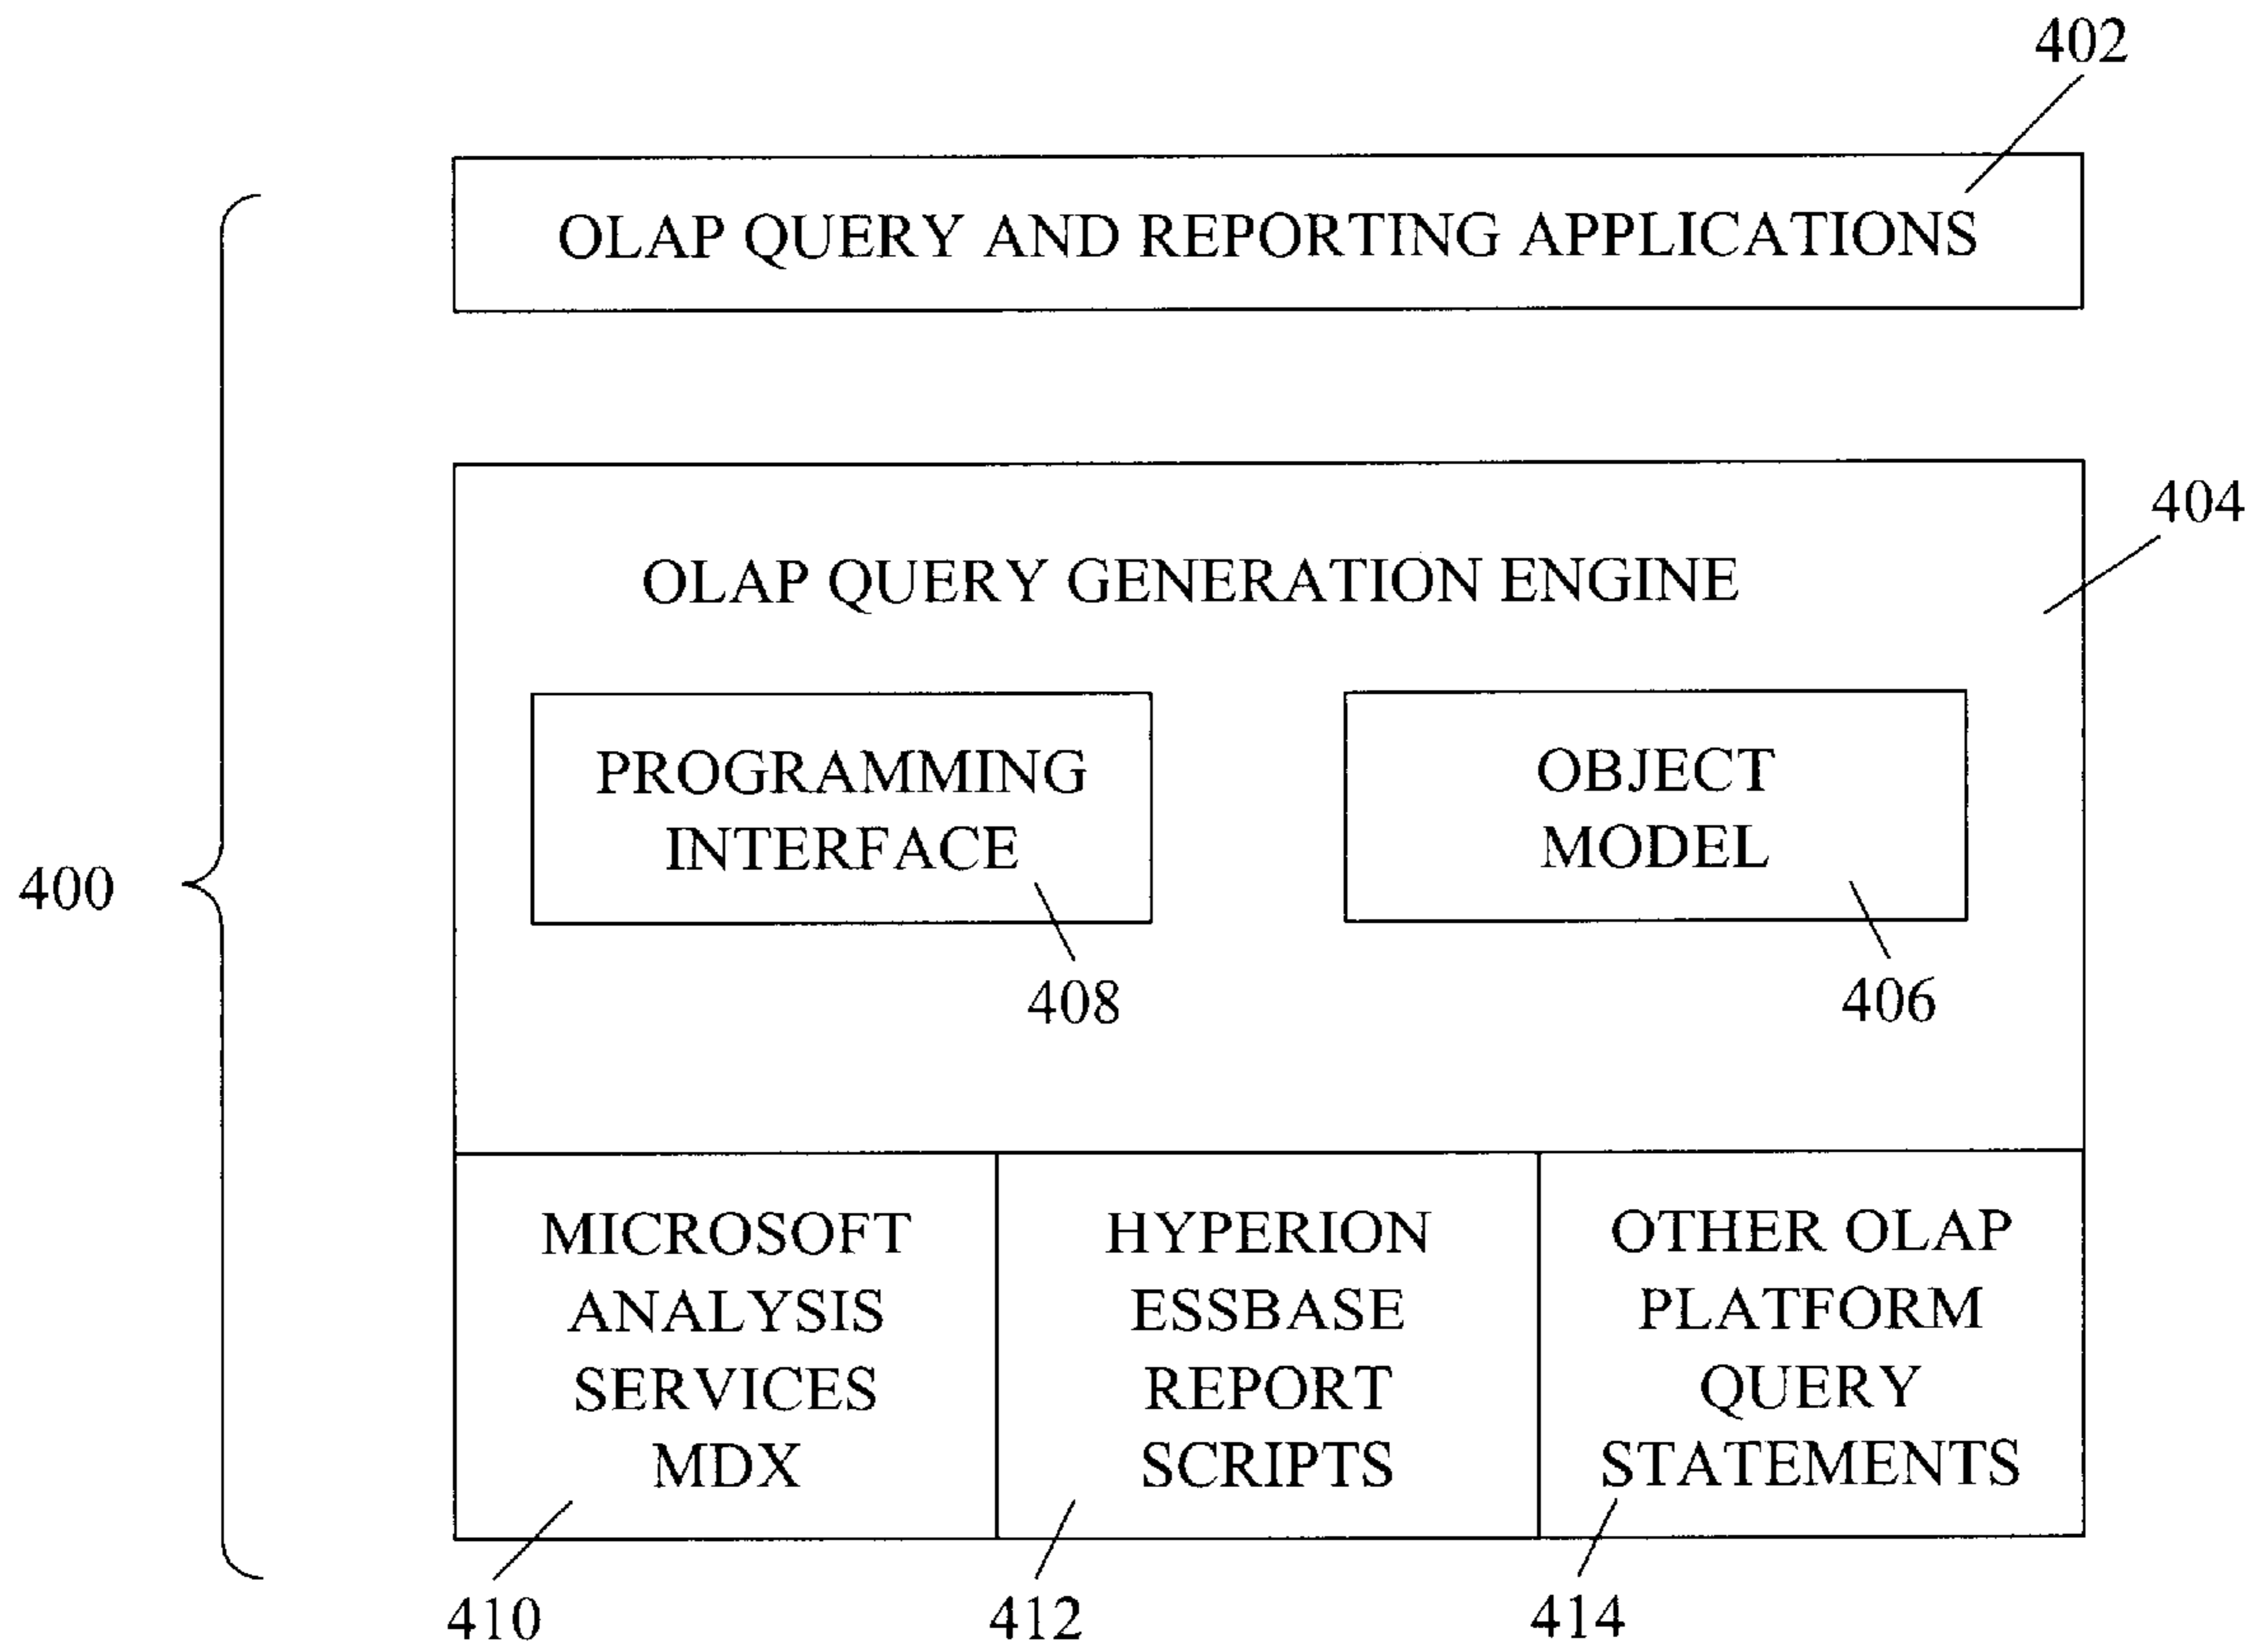 402
OLAP QUERY AND REPORTING APPLICATIONS
404
OLAP QUERY GENERATION ENGINE
PROGRAMMING
INTERFACE
408
OBJECT
MODEL
406
400
MICROSOFT
ANALYSIS
SERVICES
MDX
410
HYPERION
ESSBASE
REPORT
SCRIPTS
412
OTHER OLAP
PLATFORM
QUERY
STATEMENTS
414